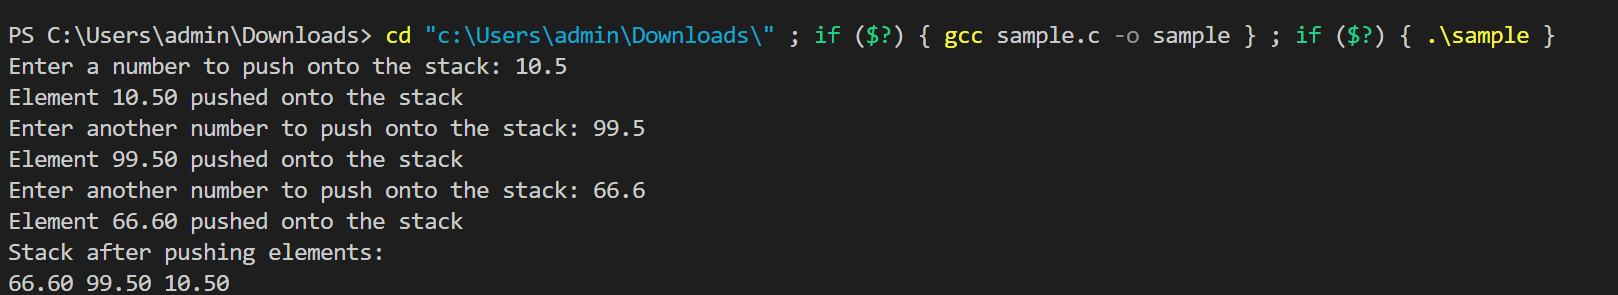 PS C:\Users\admin\Downloads> cd "c:\Users\admin\Downloads\" ; if ($?) { gcc sample.c -o sample } ; if ($?) { .\sample }
Enter a number to push onto the stack: 10.5
Element 10.50 pushed onto the stack
Enter another number to push onto the stack: 99.5
Element 99.50 pushed onto the stack
Enter another number to push onto the stack: 66.6
Element 66.60 pushed onto the stack
Stack after pushing elements:
66.60 99.50 10.50